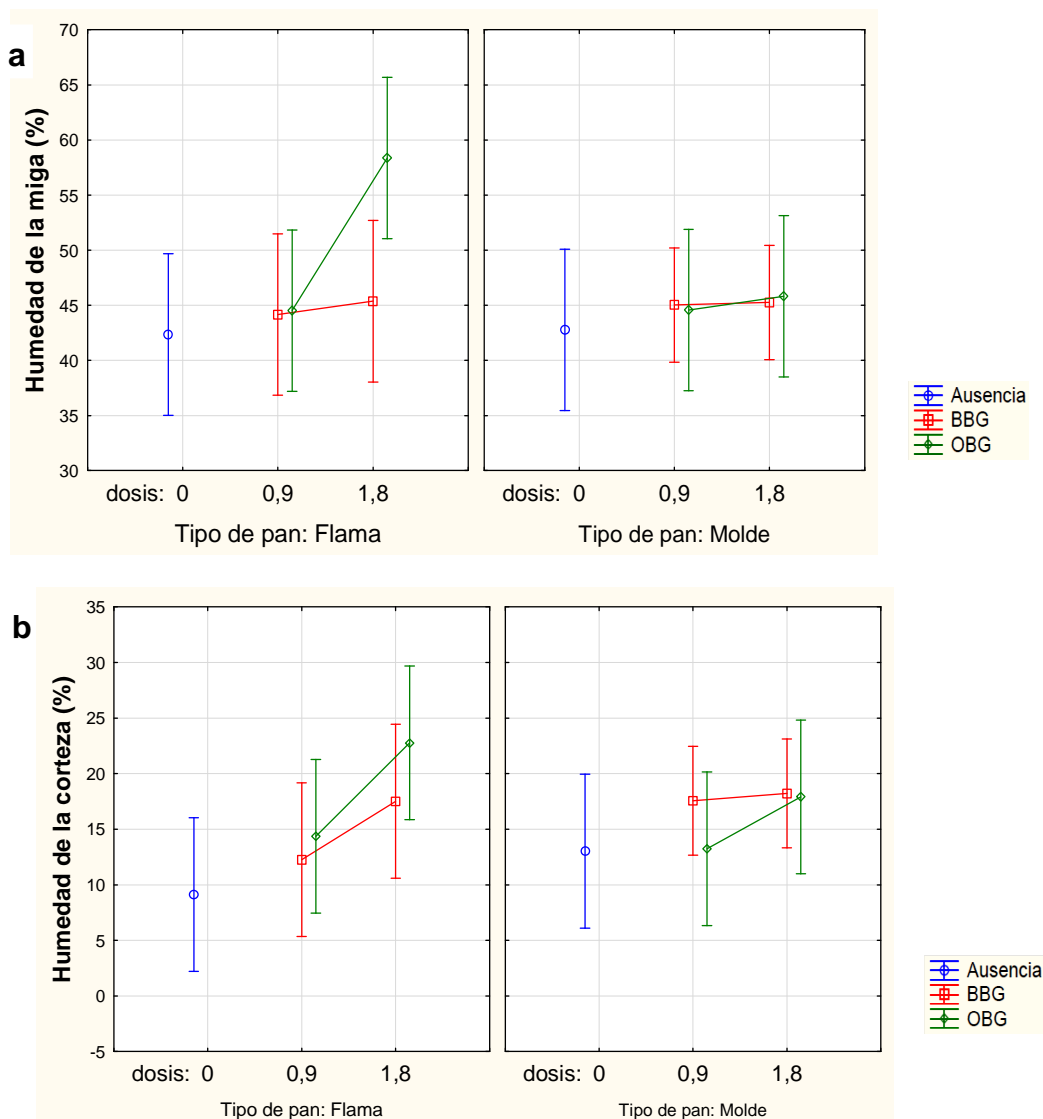 a
Humedad de la miga (%)
70
65
60
55
50
45
40
35
30
dosis: 0 0,9 1,8 0 0,9 1,8
dosis:
Tipo de pan: Flama Tipo de pan: Molde
Ausencia
BBG
OBG
b
Humedad de la corteza (%)
35
30
25
20
15
10
5
0
-5
dosis: 0 0,9 1,8 dosis: 0 0,9 1,8
Tipo de pan: Flama Tipo de pan: Molde
Ausencia
BBG
OBG